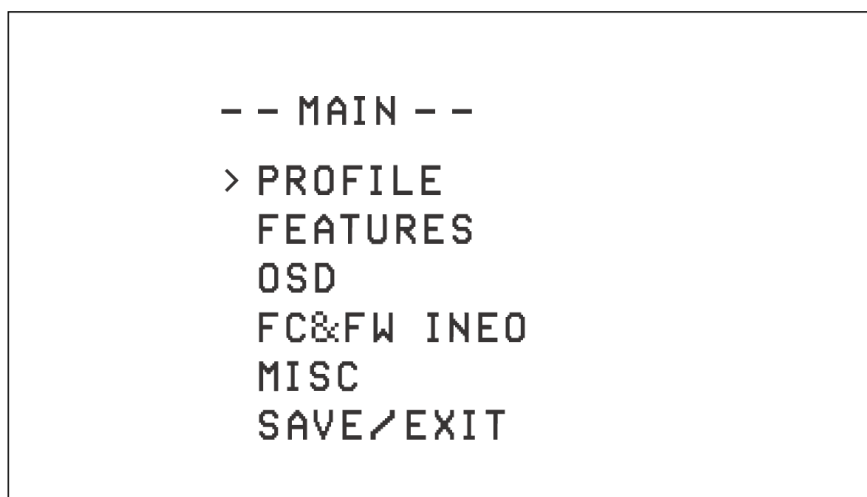 -- MAIN --
> PROFILE
FEATURES
OSD
FC&FW INEO
MISC
SAVE/EXIT